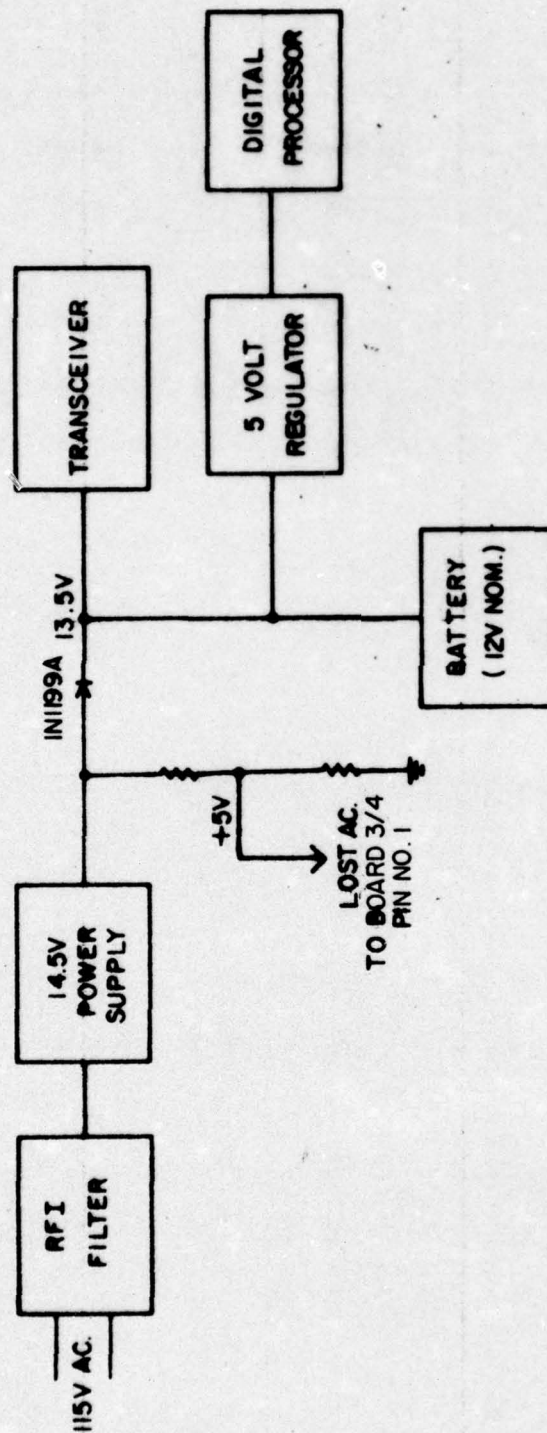 115V AC.
RFI
FILTER
14.5V
POWER
SUPPLY
+5V
LOST AC.
TO BOARD 3/4
PIN NO. 1
1N1199A
13.5V
TRANSCEIVER
BATTERY
(12V NOM.)
5 VOLT
REGULATOR
DIGITAL
PROCESSOR